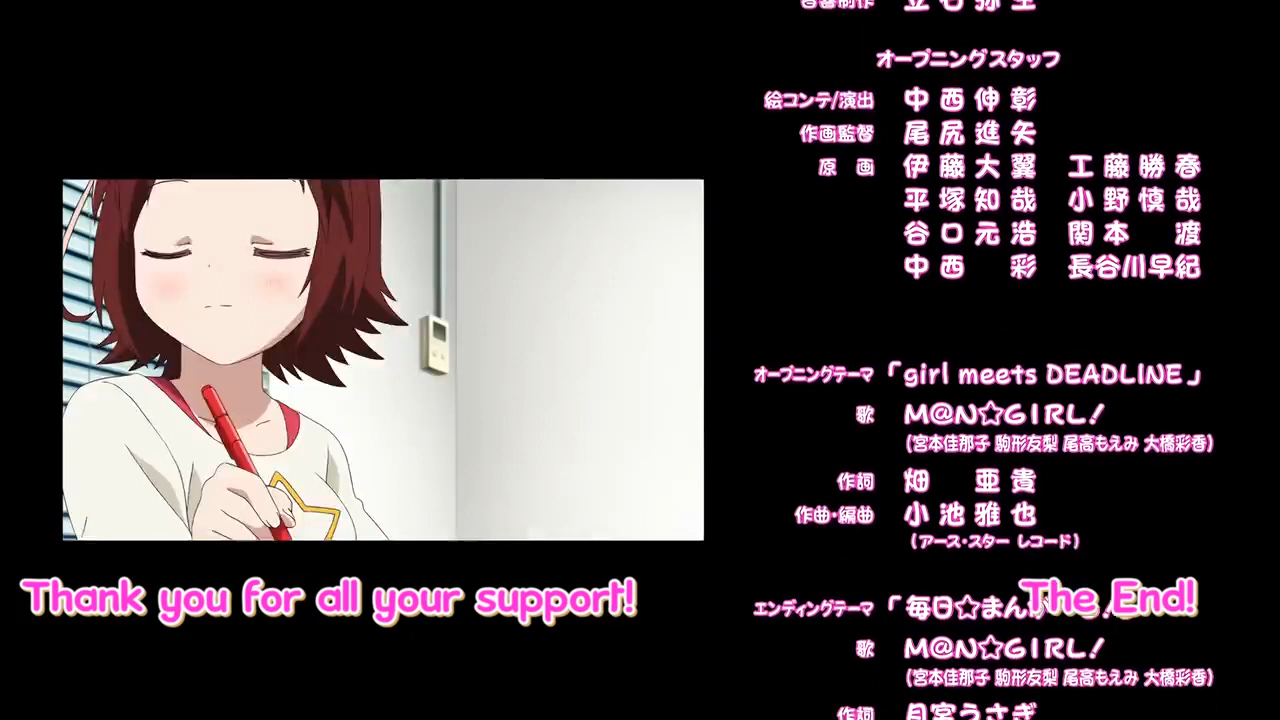 オープニングスタッフ
絵コンテ/演出 中西伸彰
作画監督 尾尻進矢
原画 伊藤大翼 工藤勝春
平塚知哉 小野慎哉
谷口元浩 関本渡
中西彩 長谷川早紀
オープニングテーマ 「girl meets DEADLINE」
歌 M@N☆GIRL!
(宮本佳那子 駒形友梨 尾高もえみ 大橋彩香)
作詞 畑亜貴
作曲・編曲 小池雅也
(アース・スター レコード)
Thank you for all your support!
The End!
エンディングテーマ 「毎日☆まん
歌 M@N☆GIRL!
(宮本佳那子 駒形友梨 尾高もえみ 大橋彩香)
作詞 月宮うさぎ